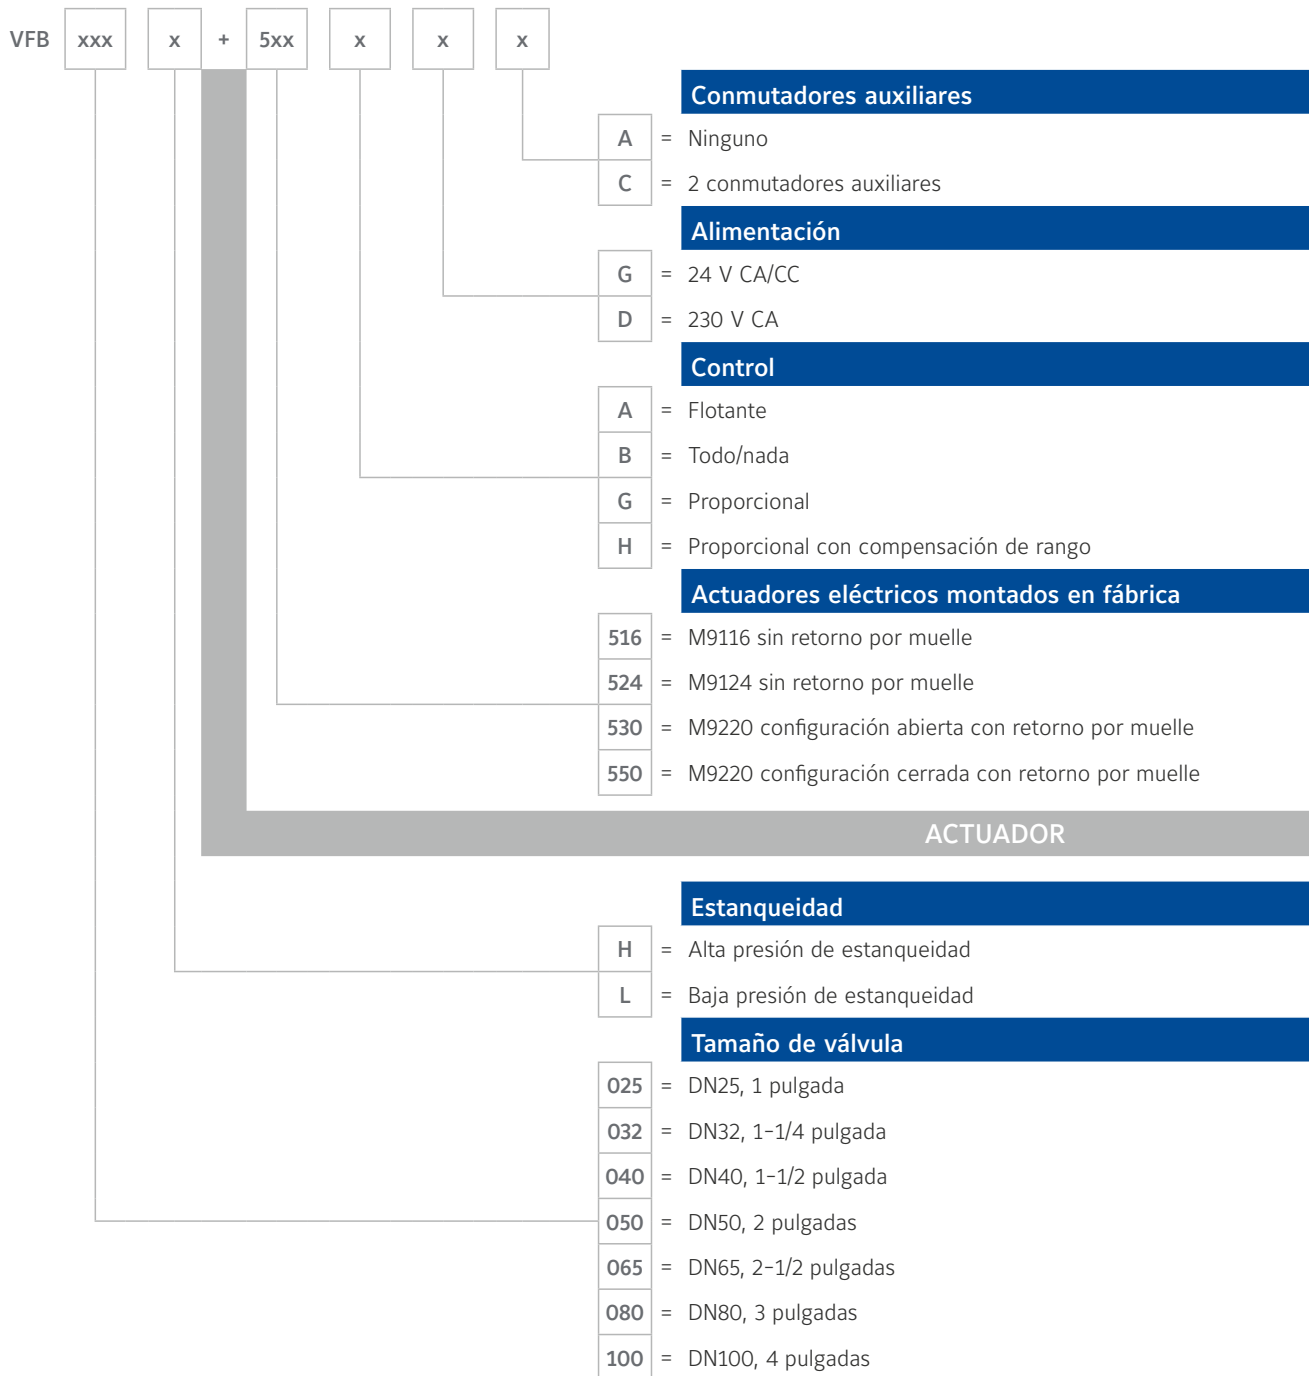 VFB xxx x + 5xx x x x
Conmutadores auxiliares
A = Ninguno
C = 2 conmutadores auxiliares
Alimentación
G = 24 V CA/CC
D = 230 V CA
Control
A = Flotante
B = Todo/nada
G = Proporcional
H = Proporcional con compensación de rango
Actuadores eléctricos montados en fábrica
516 = M9116 sin retorno por muelle
524 = M9124 sin retorno por muelle
530 = M9220 configuración abierta con retorno por muelle
550 = M9220 configuración cerrada con retorno por muelle
ACTUADOR
Estanqueidad
H = Alta presión de estanqueidad
L = Baja presión de estanqueidad
Tamaño de válvula
025 = DN25, 1 pulgada
032 = DN32, 1-1/4 pulgada
040 = DN40, 1-1/2 pulgada
050 = DN50, 2 pulgadas
065 = DN65, 2-1/2 pulgadas
080 = DN80, 3 pulgadas
100 = DN100, 4 pulgadas